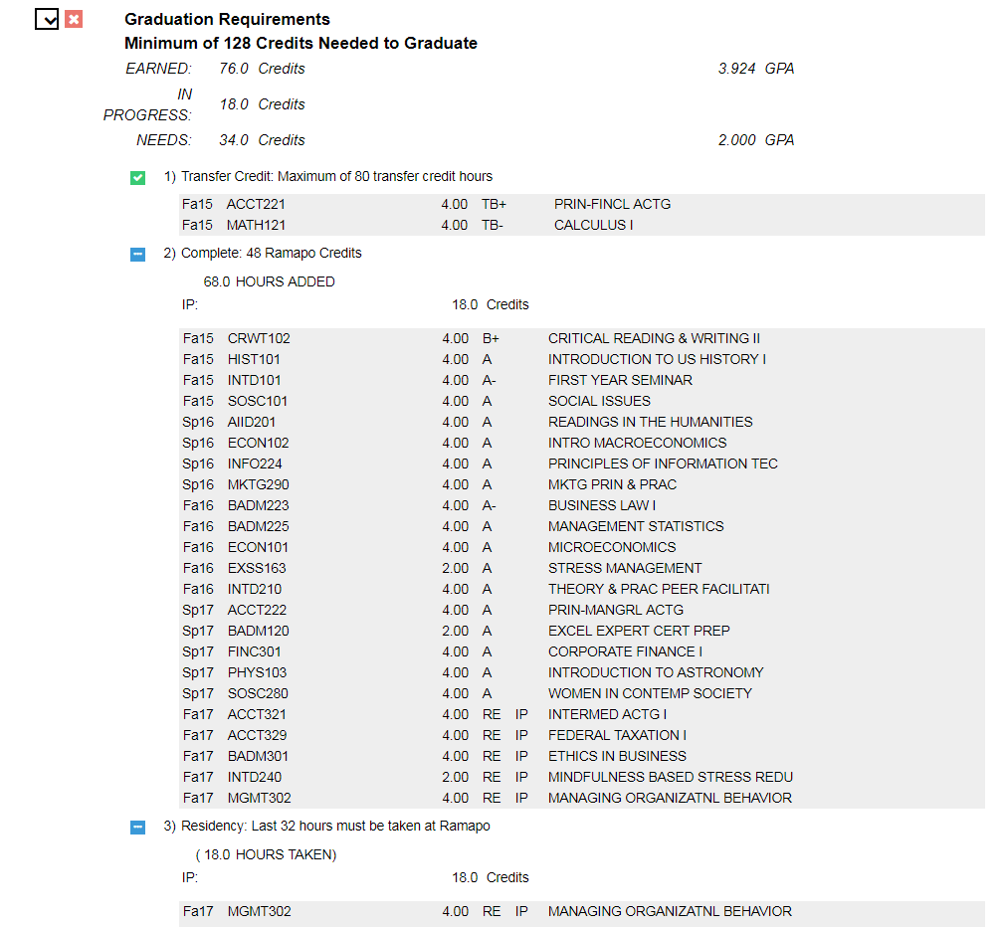 Graduation Requirements
Minimum of 128 Credits Needed to Graduate
EARNED: 76.0 Credits 3.924 GPA
IN
PROGRESS: 18.0 Credits
NEEDS: 34.0 Credits 2.000 GPA
1) Transfer Credit: Maximum of 80 transfer credit hours
Fa15 ACCT221 4.00 TB+ PRIN-FINCL ACTG
Fa15 MATH121 4.00 TB- CALCULUS I
2) Complete: 48 Ramapo Credits
68.0 HOURS ADDED
IP: 18.0 Credits
Fa15 CRWT102 4.00 B+ CRITICAL READING & WRITING II
Fa15 HIST101 4.00 A INTRODUCTION TO US HISTORY I
Fa15 INTD101 4.00 A- FIRST YEAR SEMINAR
Fa15 SOSC101 4.00 A SOCIAL ISSUES
Sp16 AIID201 4.00 A READINGS IN THE HUMANITIES
Sp16 ECON102 4.00 A INTRO MACROECONOMICS
Sp16 INFO224 4.00 A PRINCIPLES OF INFORMATION TEC
Sp16 MKTG290 4.00 A MKTG PRIN & PRAC
Fa16 BADM223 4.00 A- BUSINESS LAW I
Fa16 BADM225 4.00 A MANAGEMENT STATISTICS
Fa16 ECON101 4.00 A MICROECONOMICS
Fa16 EXSS163 2.00 A STRESS MANAGEMENT
Fa16 INTD210 4.00 A THEORY & PRAC PEER FACILITATI
Sp17 ACCT222 4.00 A PRIN-MANGRL ACTG
Sp17 BADM120 2.00 A EXCEL EXPERT CERT PREP
Sp17 FINC301 4.00 A CORPORATE FINANCE I
Sp17 PHYS103 4.00 A INTRODUCTION TO ASTRONOMY
Sp17 SOSC280 4.00 A WOMEN IN CONTEMP SOCIETY
Fa17 ACCT321 4.00 RE IP INTERMED ACTG I
Fa17 ACCT329 4.00 RE IP FEDERAL TAXATION I
Fa17 BADM301 4.00 RE IP ETHICS IN BUSINESS
Fa17 INTD240 2.00 RE IP MINDFULNESS BASED STRESS REDU
Fa17 MGMT302 4.00 RE IP MANAGING ORGANIZATNL BEHAVIOR
3) Residency: Last 32 hours must be taken at Ramapo
( 18.0 HOURS TAKEN)
IP: 18.0 Credits
Fa17 MGMT302 4.00 RE IP MANAGING ORGANIZATNL BEHAVIOR